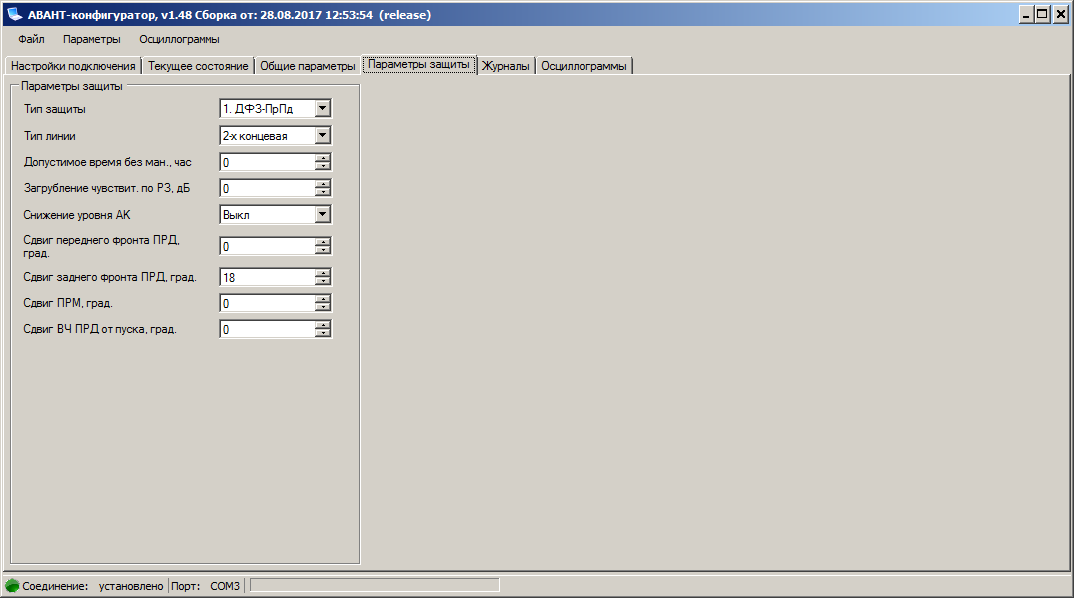 АВАНТ-конфигуратор, v1.48 Сборка от: 28.08.2017 12:53:54 (release)
Файл Параметры Осциллограммы
Настройки подключения Текущее состояние Общие параметры Параметры защиты Журналы Осциллограммы
Параметры защиты
Тип защиты 1. ДФЗ-ПрПд
Тип линии 2-х концевая
Допустимое время без ман., час 0
Загрубление чувствит. по РЗ, дБ 0
Снижение уровня АК Выкл
Сдвиг переднего фронта ПРД,
град. 0
Сдвиг заднего фронта ПРД, град. 18
Сдвиг ПРМ, град. 0
Сдвиг ВЧ ПРД от пуска, град. 0
Соединение: установлено Порт: COM3